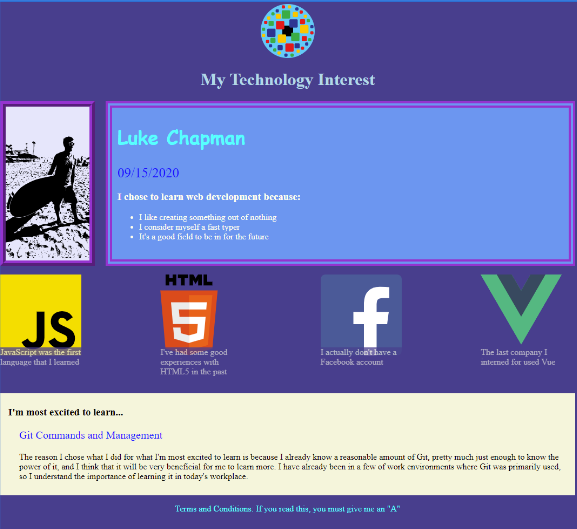 My Technology Interest
Luke Chapman
09/15/2020
I chose to learn web development because:
I like creating something out of nothing
I consider myself a fast typer
It's a good field to be in for the future
JS
HTML
5
f
JavaScript was the first
language that I learned
I've had some good
experiences with
HTML5 in the past
I actually don't have a
Facebook account
The last company I
interned for used Vue
I'm most excited to learn...
Git Commands and Management
The reason I chose what I did for what I'm most excited to learn is because I already know a reasonable amount of Git, pretty much just enough to know the
power of it, and I think that it will be very beneficial for me to learn more. I have already been in a few of work environments where Git was primarily used,
so I understand the importance of learning it in today's workplace.
Terms and Conditions. If you read this, you must give me an "A"